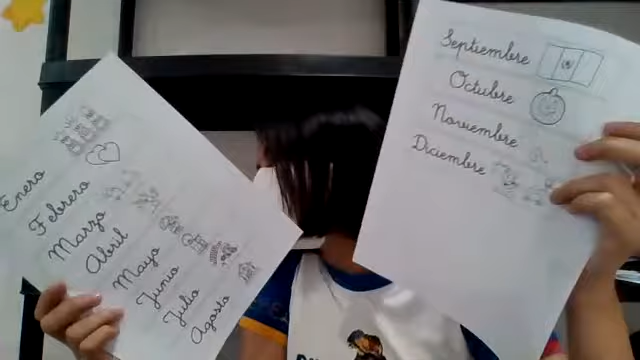 Enero
Febrero
Marzo
Abril
Mayo
Junio
Julio
Agosto
Septiembre
Octubre
Noviembre
Diciembre